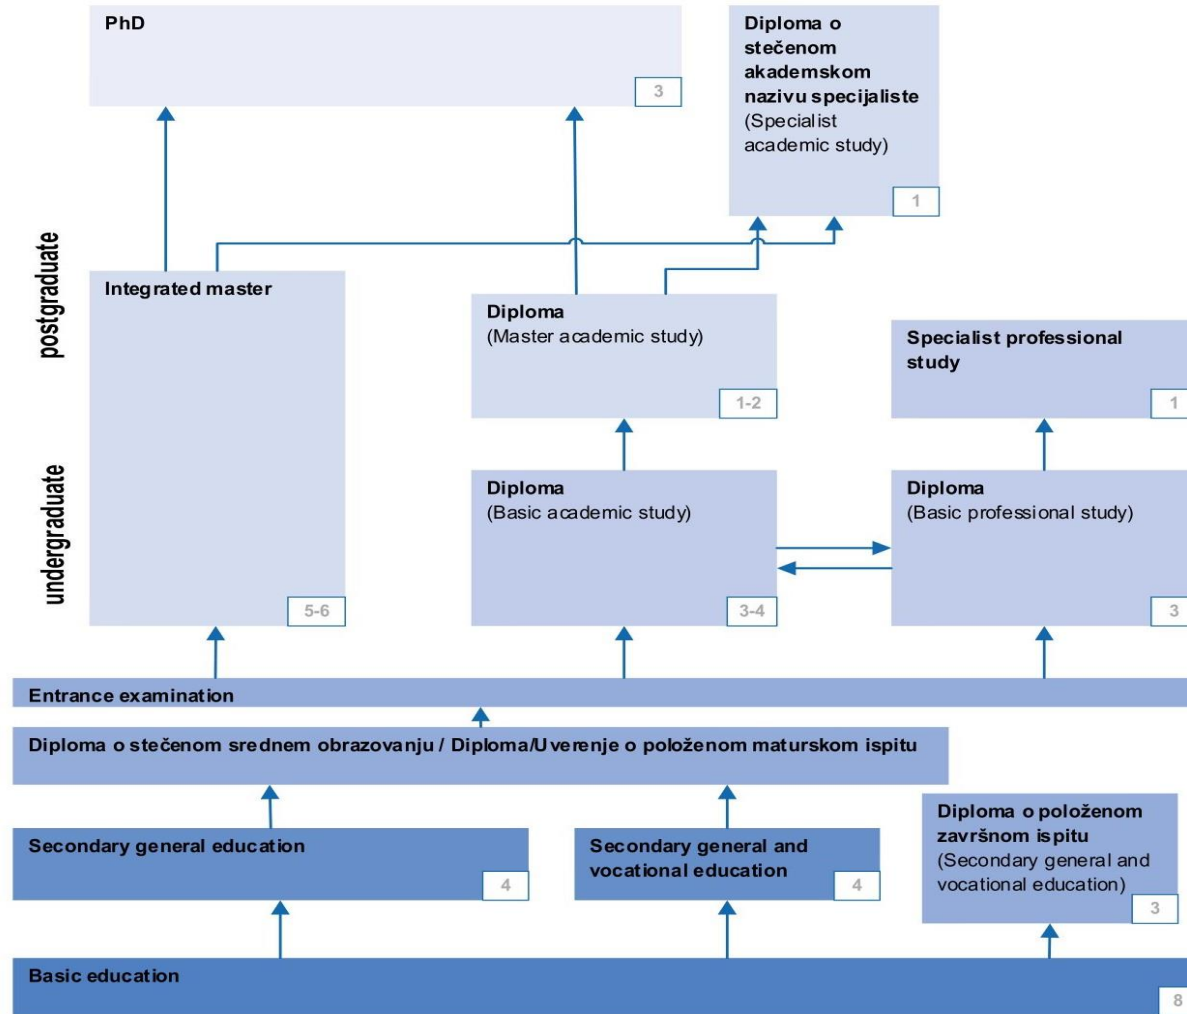 PhD
3
Diploma o
stečenom
akademskom
nazivu specijaliste
(Specialist
academic study)
1
postgraduate
Integrated master
5-6
Diploma
(Master academic study)
1-2
Specialist professional
study
1
undergraduate
Diploma
(Basic academic study)
3-4
Diploma
(Basic professional study)
3
Entrance examination
Diploma o stečenom srednem obrazovanju / Diploma/Uverenje o položenom maturskom ispitu
Secondary general education
4
Secondary general and
vocational education
4
Diploma o položenom
završnom ispitu
(Secondary general and
vocational education)
3
Basic education
8